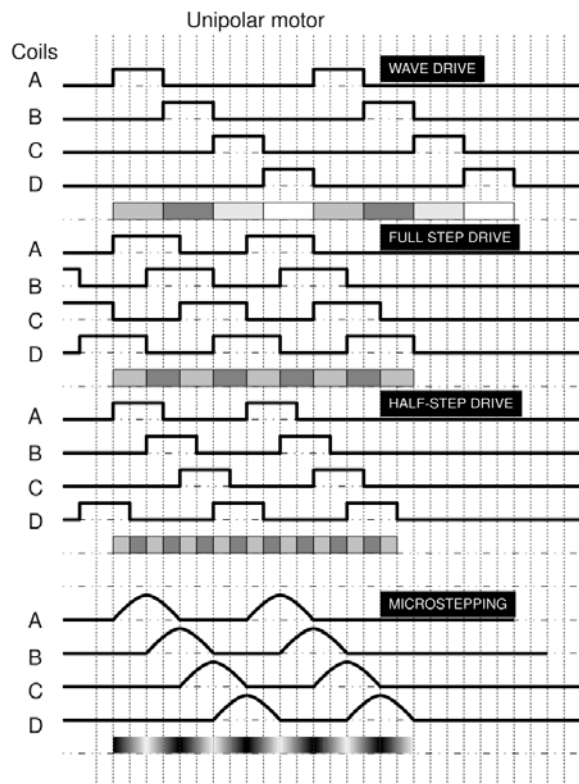 Unipolar motor
Coils
WAVE DRIVE
A
B
C
D
FULL STEP DRIVE
A
B
C
D
HALF-STEP DRIVE
A
B
C
D
MICROSTEPPING
A
B
C
D